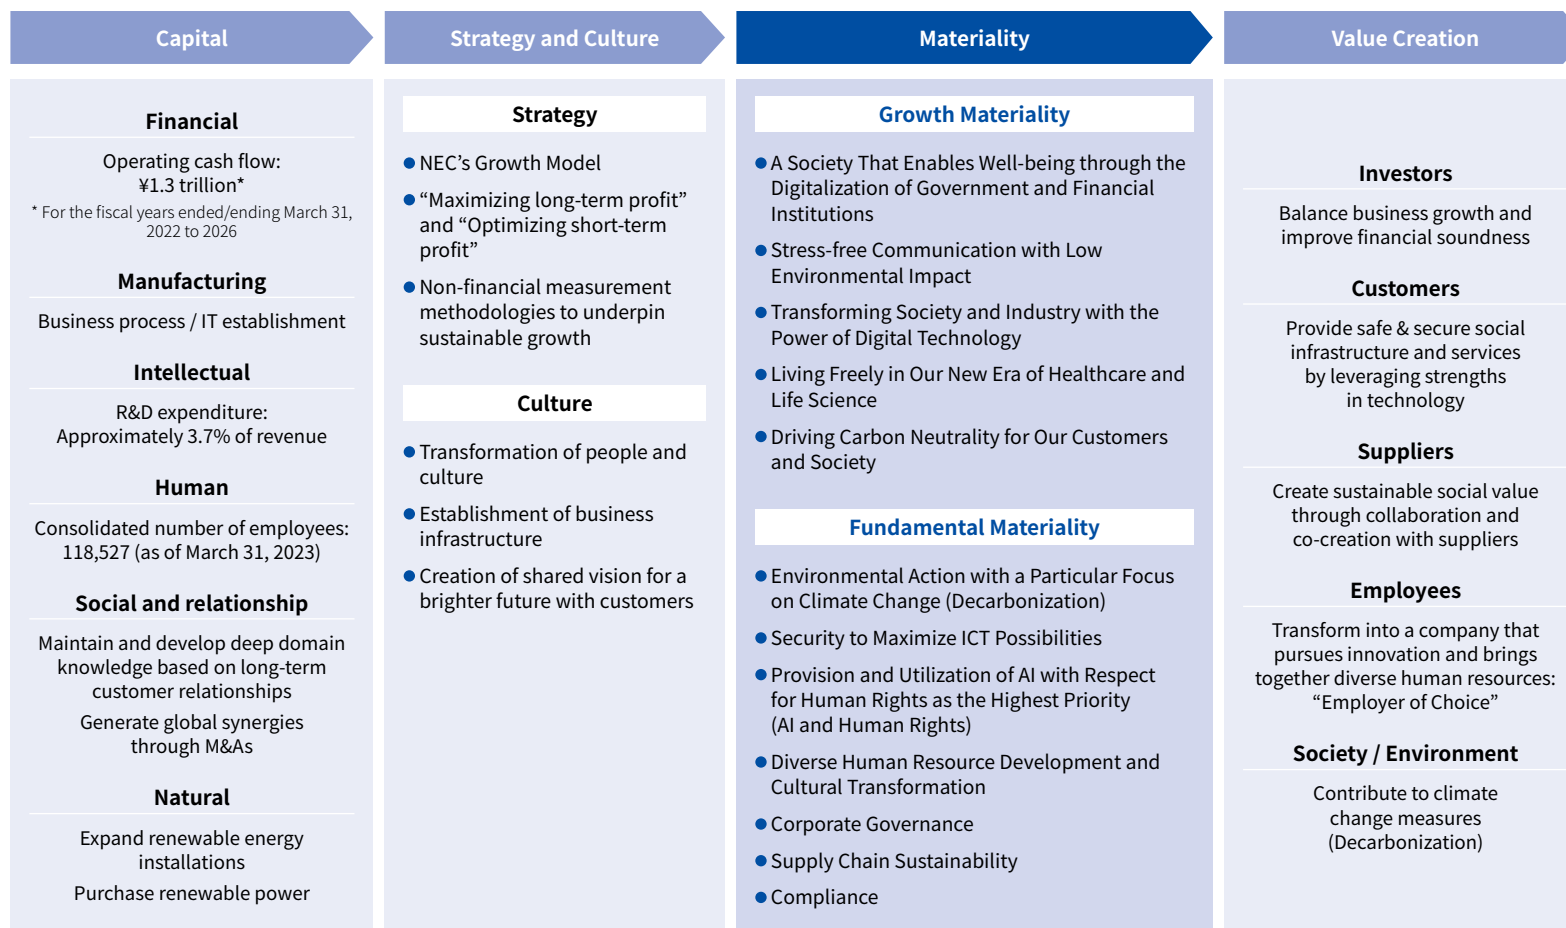 Capital
Strategy and Culture
Materiality
Value Creation
Financial
Operating cash flow:
¥1.3 trillion*
* For the fiscal years ended/ending March 31,
2022 to 2026
Manufacturing
Business process / IT establishment
Intellectual
R&D expenditure:
Approximately 3.7% of revenue
Human
Consolidated number of employees:
118,527 (as of March 31, 2023)
Social and relationship
Maintain and develop deep domain
knowledge based on long-term
customer relationships
Generate global synergies
through M&As
Natural
Expand renewable energy
installations
Purchase renewable power
Strategy
● NEC’s Growth Model
● “Maximizing long-term profit”
and “Optimizing short-term
profit”
● Non-financial measurement
methodologies to underpin
sustainable growth
Culture
● Transformation of people and
culture
● Establishment of business
infrastructure
● Creation of shared vision for a
brighter future with customers
Growth Materiality
● A Society That Enables Well-being through the
Digitalization of Government and Financial
Institutions
● Stress-free Communication with Low
Environmental Impact
● Transforming Society and Industry with the
Power of Digital Technology
● Living Freely in Our New Era of Healthcare and
Life Science
● Driving Carbon Neutrality for Our Customers
and Society
Fundamental Materiality
● Environmental Action with a Particular Focus
on Climate Change (Decarbonization)
● Security to Maximize ICT Possibilities
● Provision and Utilization of AI with Respect
for Human Rights as the Highest Priority
(AI and Human Rights)
● Diverse Human Resource Development and
Cultural Transformation
● Corporate Governance
● Supply Chain Sustainability
● Compliance
Investors
Balance business growth and
improve financial soundness
Customers
Provide safe & secure social
infrastructure and services
by leveraging strengths
in technology
Suppliers
Create sustainable social value
through collaboration and
co-creation with suppliers
Employees
Transform into a company that
pursues innovation and brings
together diverse human resources:
“Employer of Choice”
Society / Environment
Contribute to climate
change measures
(Decarbonization)